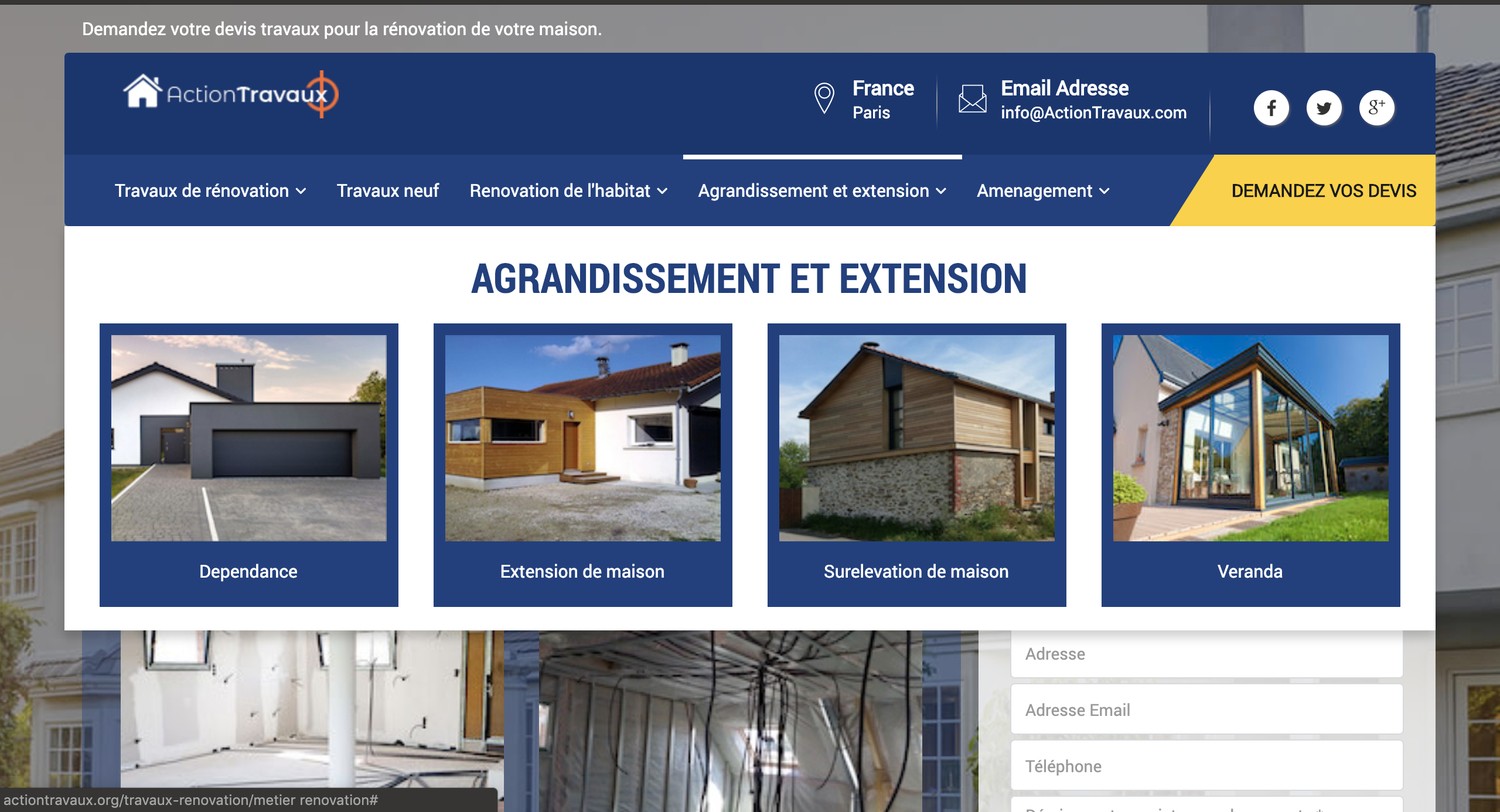 Demandez votre devis travaux pour la rénovation de votre maison.
ActionTravaux
France
Paris
Email Adresse
info@ActionTravaux.com
f
g+
Travaux de rénovation
Travaux neuf
Renovation de l'habitat
Agrandissement et extension
Amenagement
DEMANDEZ VOS DEVIS
AGRANDISSEMENT ET EXTENSION
Dependance
Extension de maison
Surelevation de maison
Veranda
Adresse
Adresse Email
Téléphone
actiontravaux.org/travaux-renovation/metier renovation#